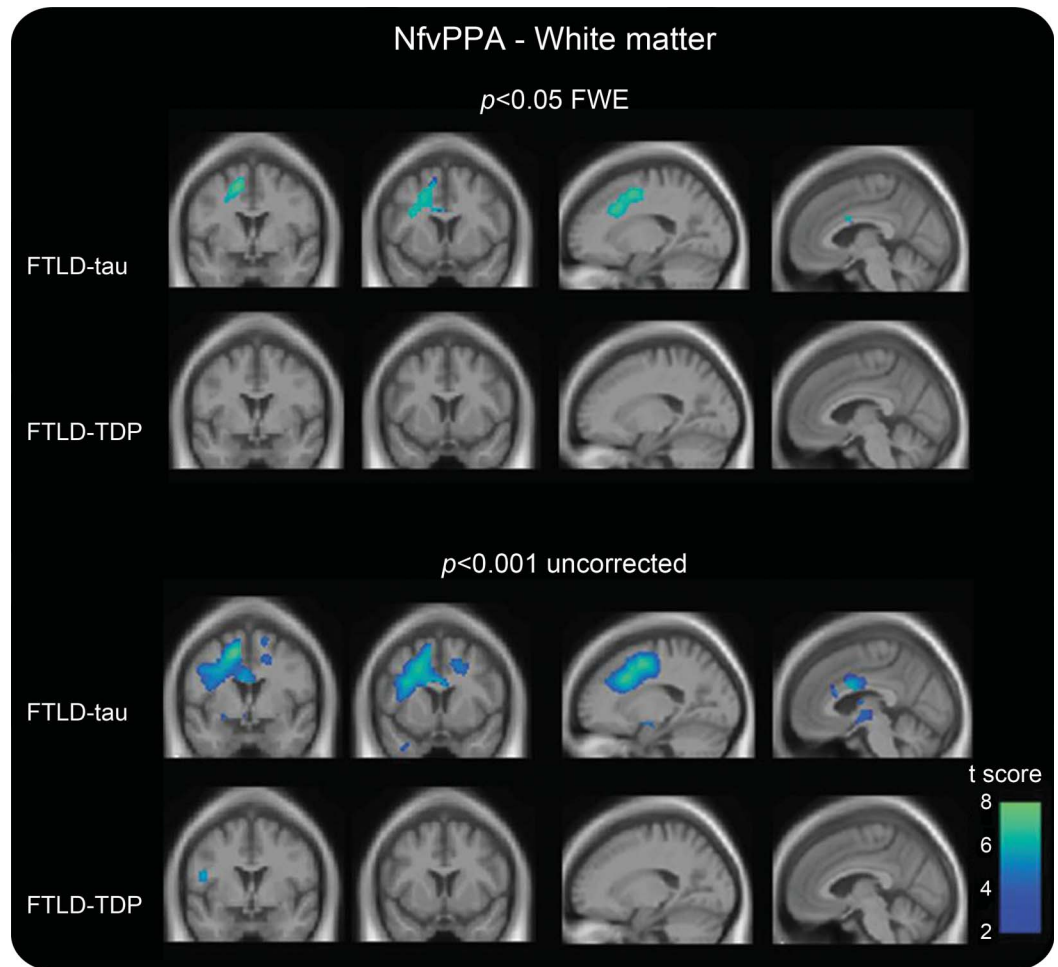 NfvPPA - White matter
p<0.05 FWE
FTLD-tau
FTLD-TDP
p<0.001 uncorrected
FTLD-tau
t score
8
6
4
2
FTLD-TDP